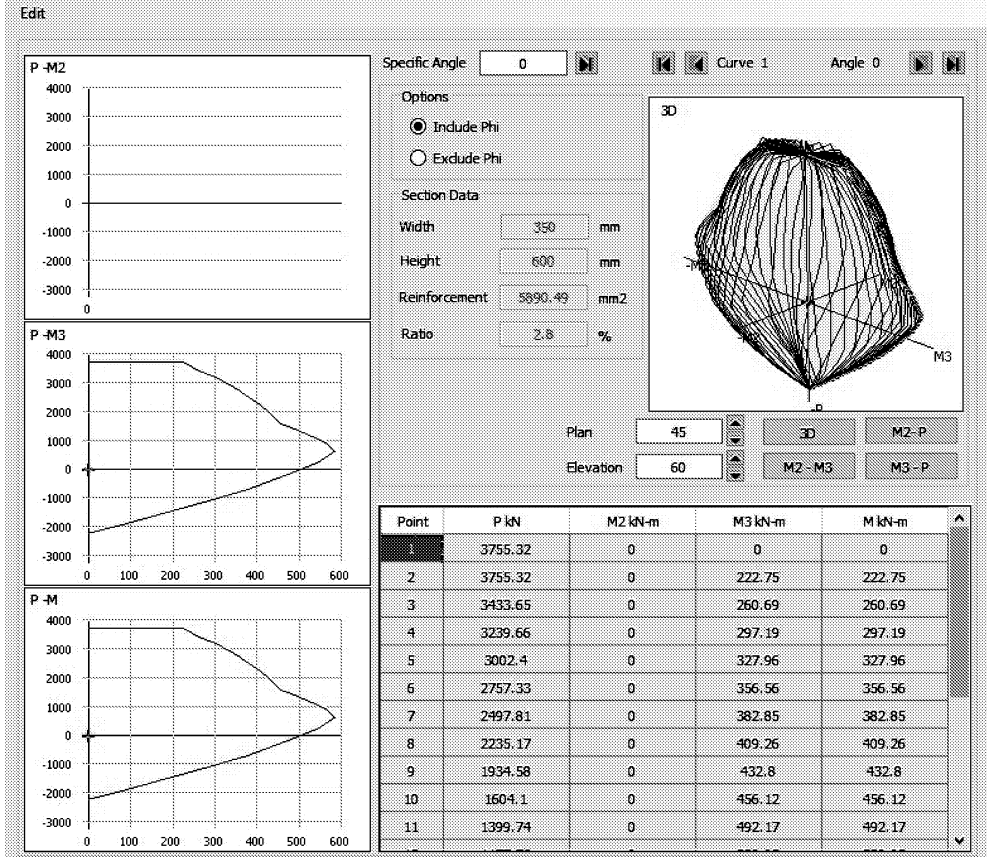 Edit
P -M2
4000
3000
2000
1000
0
-1000
-2000
-3000
0
P -M3
4000
3000
2000
1000
0
-1000
-2000
-3000
0 100 200 300 400 500 600
P -M
4000
3000
2000
1000
0
-1000
-2000
-3000
0 100 200 300 400 500 600
Specific Angle 0 Curve 1 Angle 0
Options
Include Phi
Exclude Phi
Section Data
Width 350 mm
Height 600 mm
Reinforcement 5890.49 mm2
Ratio 2.8 %
3D
M3
-P
Plan 45 3D M2- P
Elevation 60 M2 - M3 M3 - P
Point P kN M2 kN-m M3 kN-m M kN-m
1 3755.32 0 0 0
2 3755.32 0 222.75 222.75
3 3433.65 0 260.69 260.69
4 3239.66 0 297.19 297.19
5 3002.4 0 327.96 327.96
6 2757.33 0 356.56 356.56
7 2497.81 0 382.85 382.85
8 2235.17 0 409.26 409.26
9 1934.58 0 432.8 432.8
10 1604.1 0 456.12 456.12
11 1399.74 0 492.17 492.17